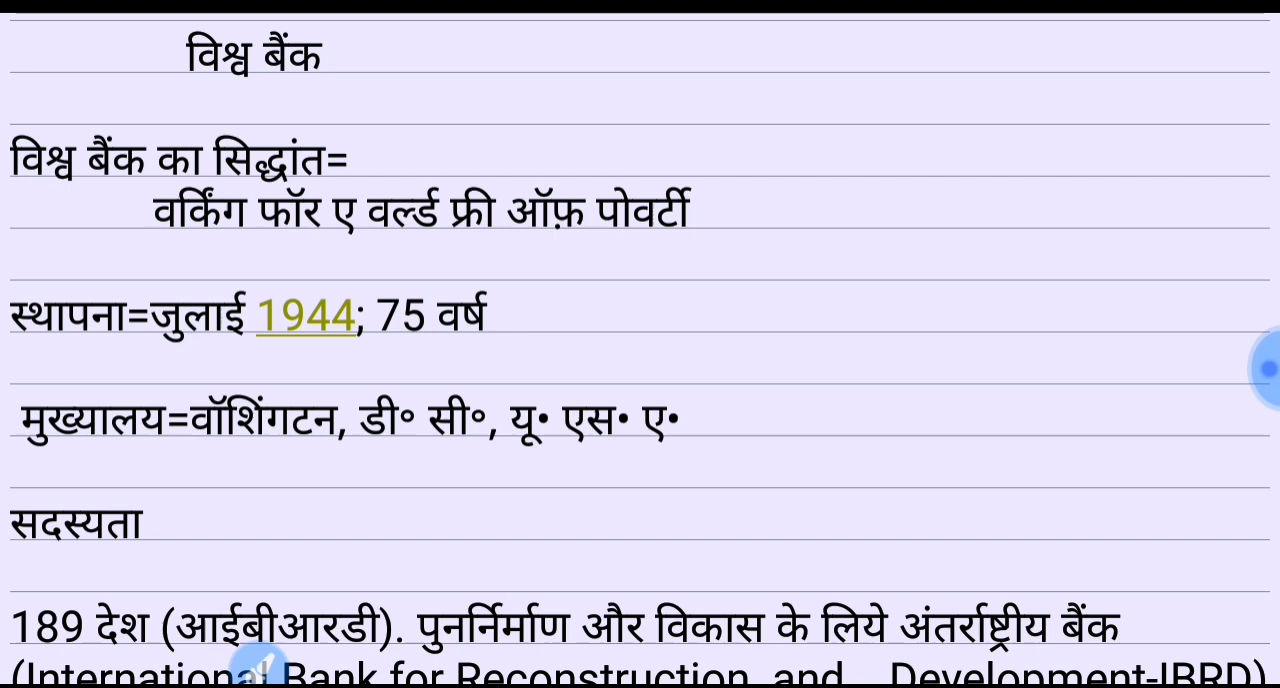 विश्व बैंक
विश्व बैंक का सिद्धांत=
वर्किंग फॉर ए वर्ल्ड फ्री ऑफ़ पोवर्टी
स्थापना=जुलाई 1944; 75 वर्ष
मुख्यालय=वॉशिंगटन, डी॰ सी॰, यू• एस• ए•
सदस्यता
189 देश (आईबीआरडी). पुनर्निर्माण और विकास के लिये अंतर्राष्ट्रीय बैंक
(International Bank for Reconstruction and Development-IBRD)